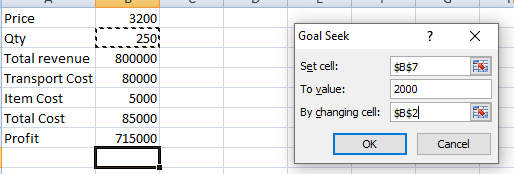 A B C D E F G H
Price 3200
Qty 250
Total revenue 800000
Transport Cost 80000
Item Cost 5000
Total Cost 85000
Profit 715000
Goal Seek ? ×
Set cell: $B$7
To value: 2000
By changing cell: $B$2
OK Cancel